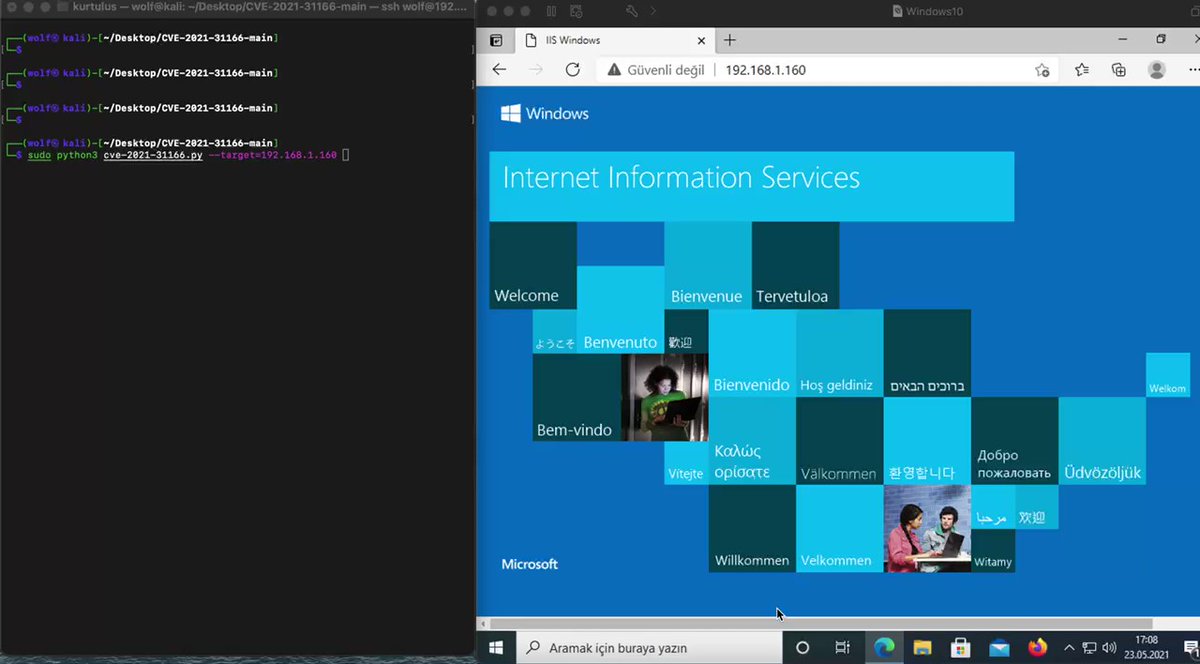 kurtulus — wolf@kali: ~/Desktop/CVE-2021-31166-main — ssh wolf@192....
(wolf㉿kali)-[~/Desktop/CVE-2021-31166-main]
$
(wolf㉿kali)-[~/Desktop/CVE-2021-31166-main]
$
(wolf㉿kali)-[~/Desktop/CVE-2021-31166-main]
$
(wolf㉿kali)-[~/Desktop/CVE-2021-31166-main]
$ sudo python3 cve-2021-31166.py --target=192.168.1.160
Windows10
IIS Windows
Güvenli değil
192.168.1.160
Windows
Internet Information Services
Welcome
Bienvenue
Tervetuloa
ようこそ
Benvenuto
歡迎
Bienvenido
Hoş geldiniz
ברוכים הבאים
Welkom
Bem-vindo
Vítejte
Καλώς
ορίσατε
Välkommen
환영합니다
Добро
пожаловать
Üdvözöljük
مرحبا
欢迎
Willkommen
Velkommen
Witamy
Microsoft
Aramak için buraya yazın
17:08
23.05.2021